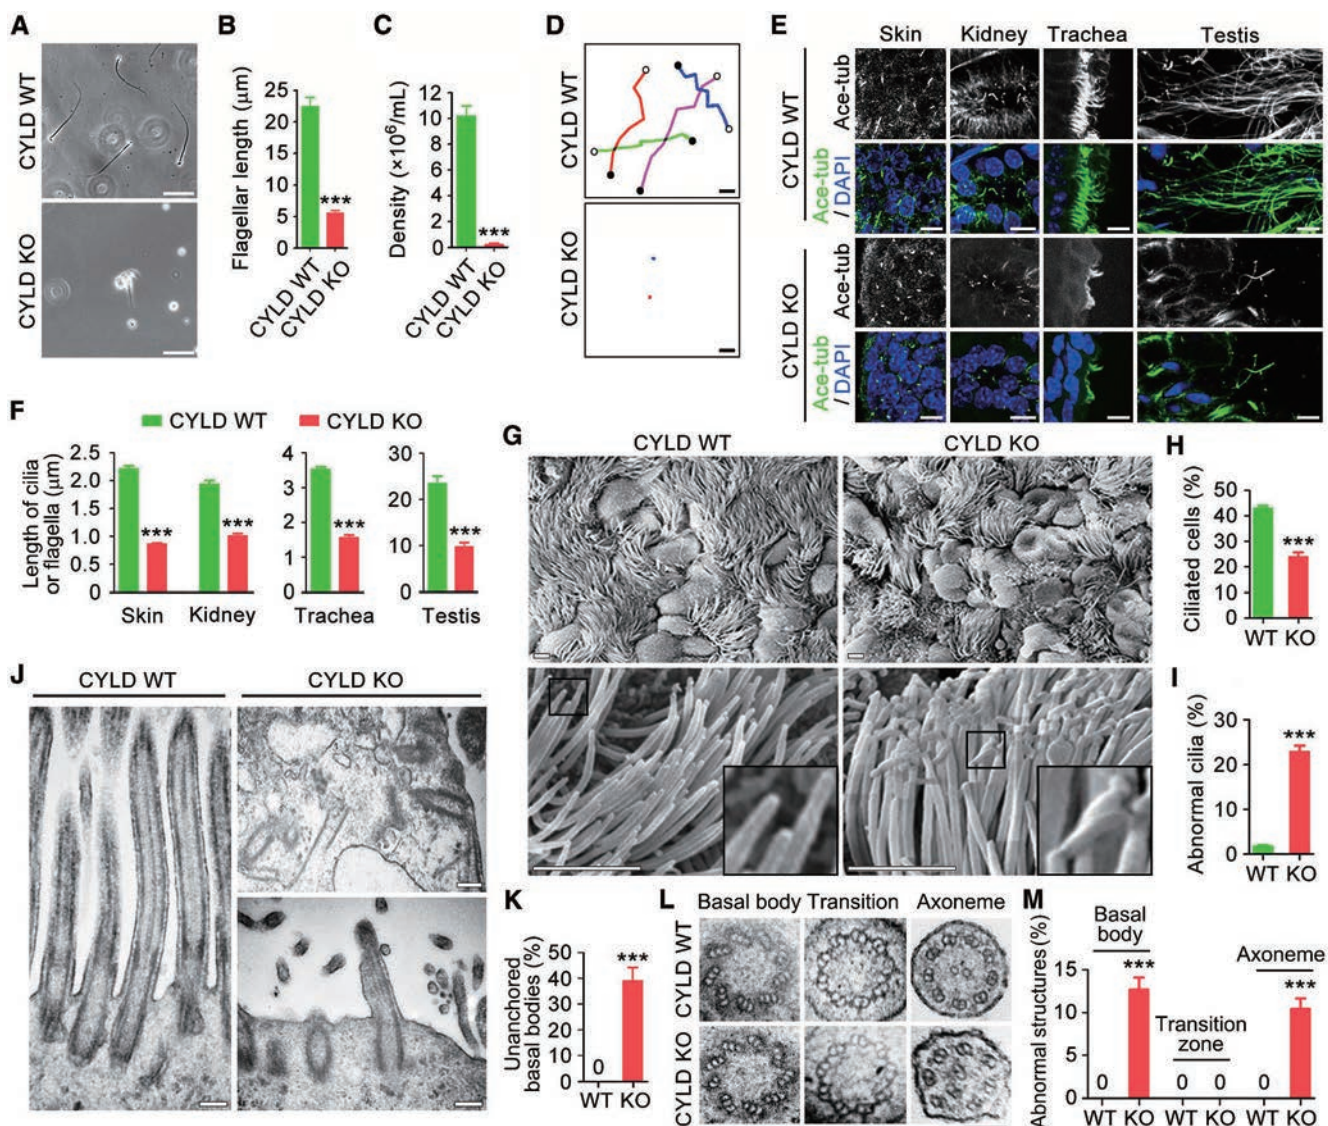 A
CYLD WT
CYLD KO
B
Flagellar length (μm)
25
20
15
10
5
0
***
CYLD WT
CYLD KO
C
Density (×10⁶/mL)
12
10
8
6
4
2
0
***
CYLD WT
CYLD KO
D
CYLD WT
CYLD KO
E
Skin Kidney Trachea Testis
CYLD WT
Ace-tub
Ace-tub
/ DAPI
CYLD KO
Ace-tub
Ace-tub
/ DAPI
F
CYLD WT CYLD KO
Length of cilia
or flagella (μm)
2.5
2.0
1.5
1.0
0.5
0
*** ***
Skin Kidney
4
3
2
1
0
***
Trachea
30
20
10
0
***
Testis
G
CYLD WT CYLD KO
H
Ciliated cells (%)
50
40
30
20
10
0
***
WT KO
I
Abnormal cilia (%)
30
20
10
0
***
WT KO
J
CYLD WT CYLD KO
K
Unanchored
basal bodies (%)
50
40
30
20
10
0
0
***
WT KO
L
Basal body Transition Axoneme
CYLD WT
CYLD KO
M
Abnormal structures (%)
15
10
5
0
Basal
body
***
0
Transition
zone
0 0
Axoneme
***
0
WT KO WT KO WT KO